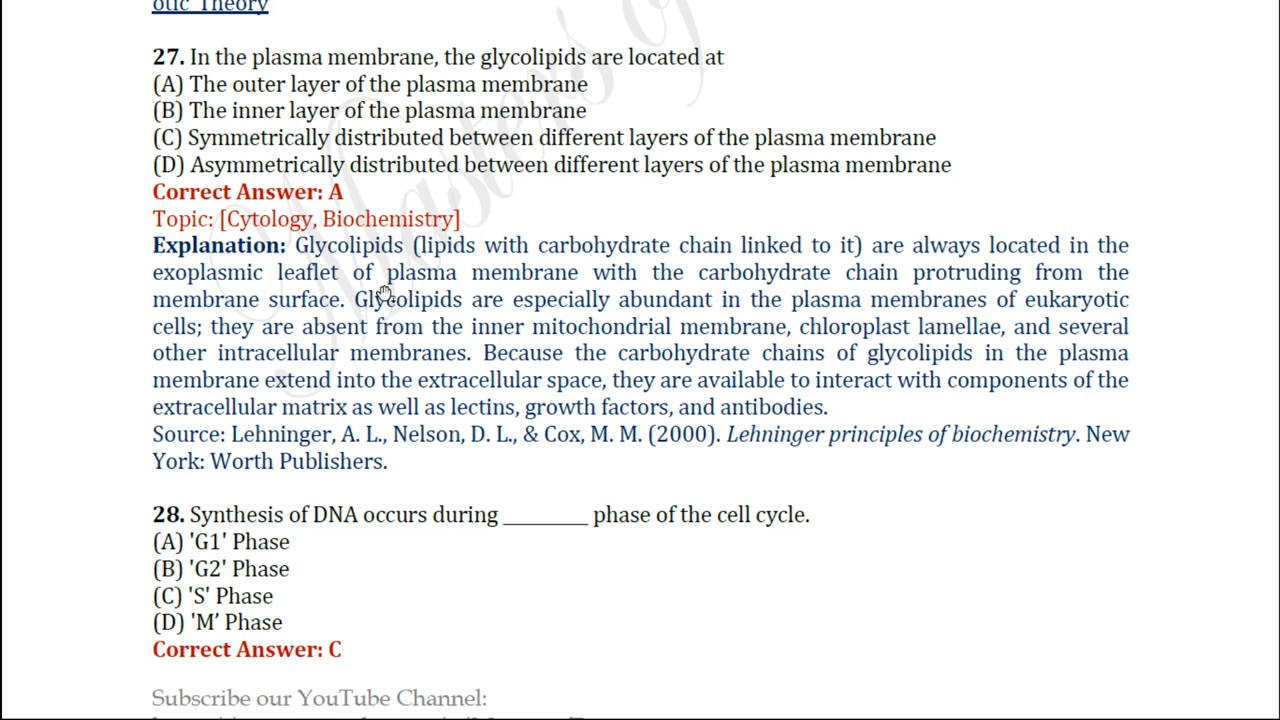 otic Theory
27. In the plasma membrane, the glycolipids are located at
(A) The outer layer of the plasma membrane
(B) The inner layer of the plasma membrane
(C) Symmetrically distributed between different layers of the plasma membrane
(D) Asymmetrically distributed between different layers of the plasma membrane
Correct Answer: A
Topic: [Cytology, Biochemistry]
Explanation: Glycolipids (lipids with carbohydrate chain linked to it) are always located in the
exoplasmic leaflet of plasma membrane with the carbohydrate chain protruding from the
membrane surface. Glycolipids are especially abundant in the plasma membranes of eukaryotic
cells; they are absent from the inner mitochondrial membrane, chloroplast lamellae, and several
other intracellular membranes. Because the carbohydrate chains of glycolipids in the plasma
membrane extend into the extracellular space, they are available to interact with components of the
extracellular matrix as well as lectins, growth factors, and antibodies.
Source: Lehninger, A. L., Nelson, D. L., & Cox, M. M. (2000). Lehninger principles of biochemistry. New
York: Worth Publishers.
28. Synthesis of DNA occurs during ________ phase of the cell cycle.
(A) 'G1' Phase
(B) 'G2' Phase
(C) 'S' Phase
(D) 'M’ Phase
Correct Answer: C
Subscribe our YouTube Channel:
Masters of